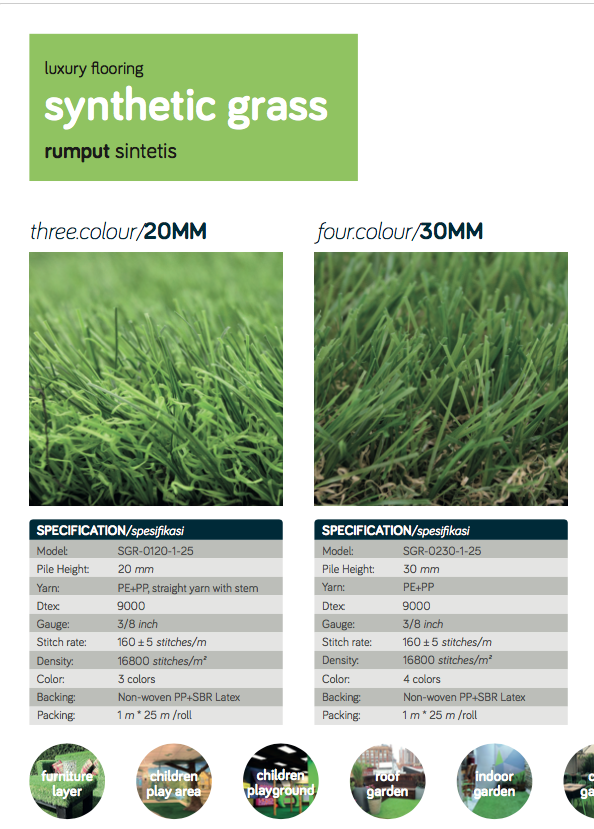 luxury flooring
synthetic grass
rumput sintetis
three.colour/20MM
four.colour/30MM
SPECIFICATION/spesifikasi
Model: SGR-0120-1-25
Pile Height: 20 mm
Yarn: PE+PP, straight yarn with stem
Dtex: 9000
Gauge: 3/8 inch
Stitch rate: 160 ± 5 stitches/m
Density: 16800 stitches/m²
Color: 3 colors
Backing: Non-woven PP+SBR Latex
Packing: 1 m * 25 m /roll
SPECIFICATION/spesifikasi
Model: SGR-0230-1-25
Pile Height: 30 mm
Yarn: PE+PP
Dtex: 9000
Gauge: 3/8 inch
Stitch rate: 160 ± 5 stitches/m
Density: 16800 stitches/m²
Color: 4 colors
Backing: Non-woven PP+SBR Latex
Packing: 1 m * 25 m /roll
furniture
layer
children
play area
children
playground
roof
garden
indoor
garden